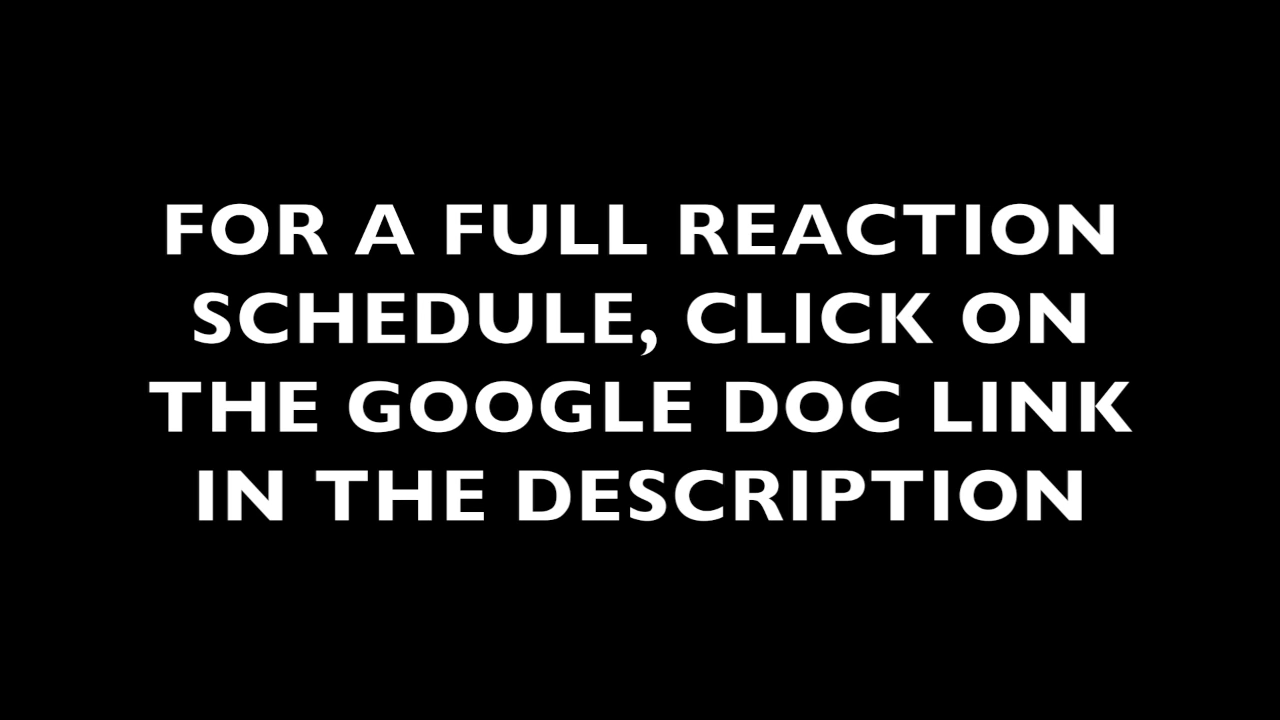 FOR A FULL REACTION
SCHEDULE, CLICK ON
THE GOOGLE DOC LINK
IN THE DESCRIPTION